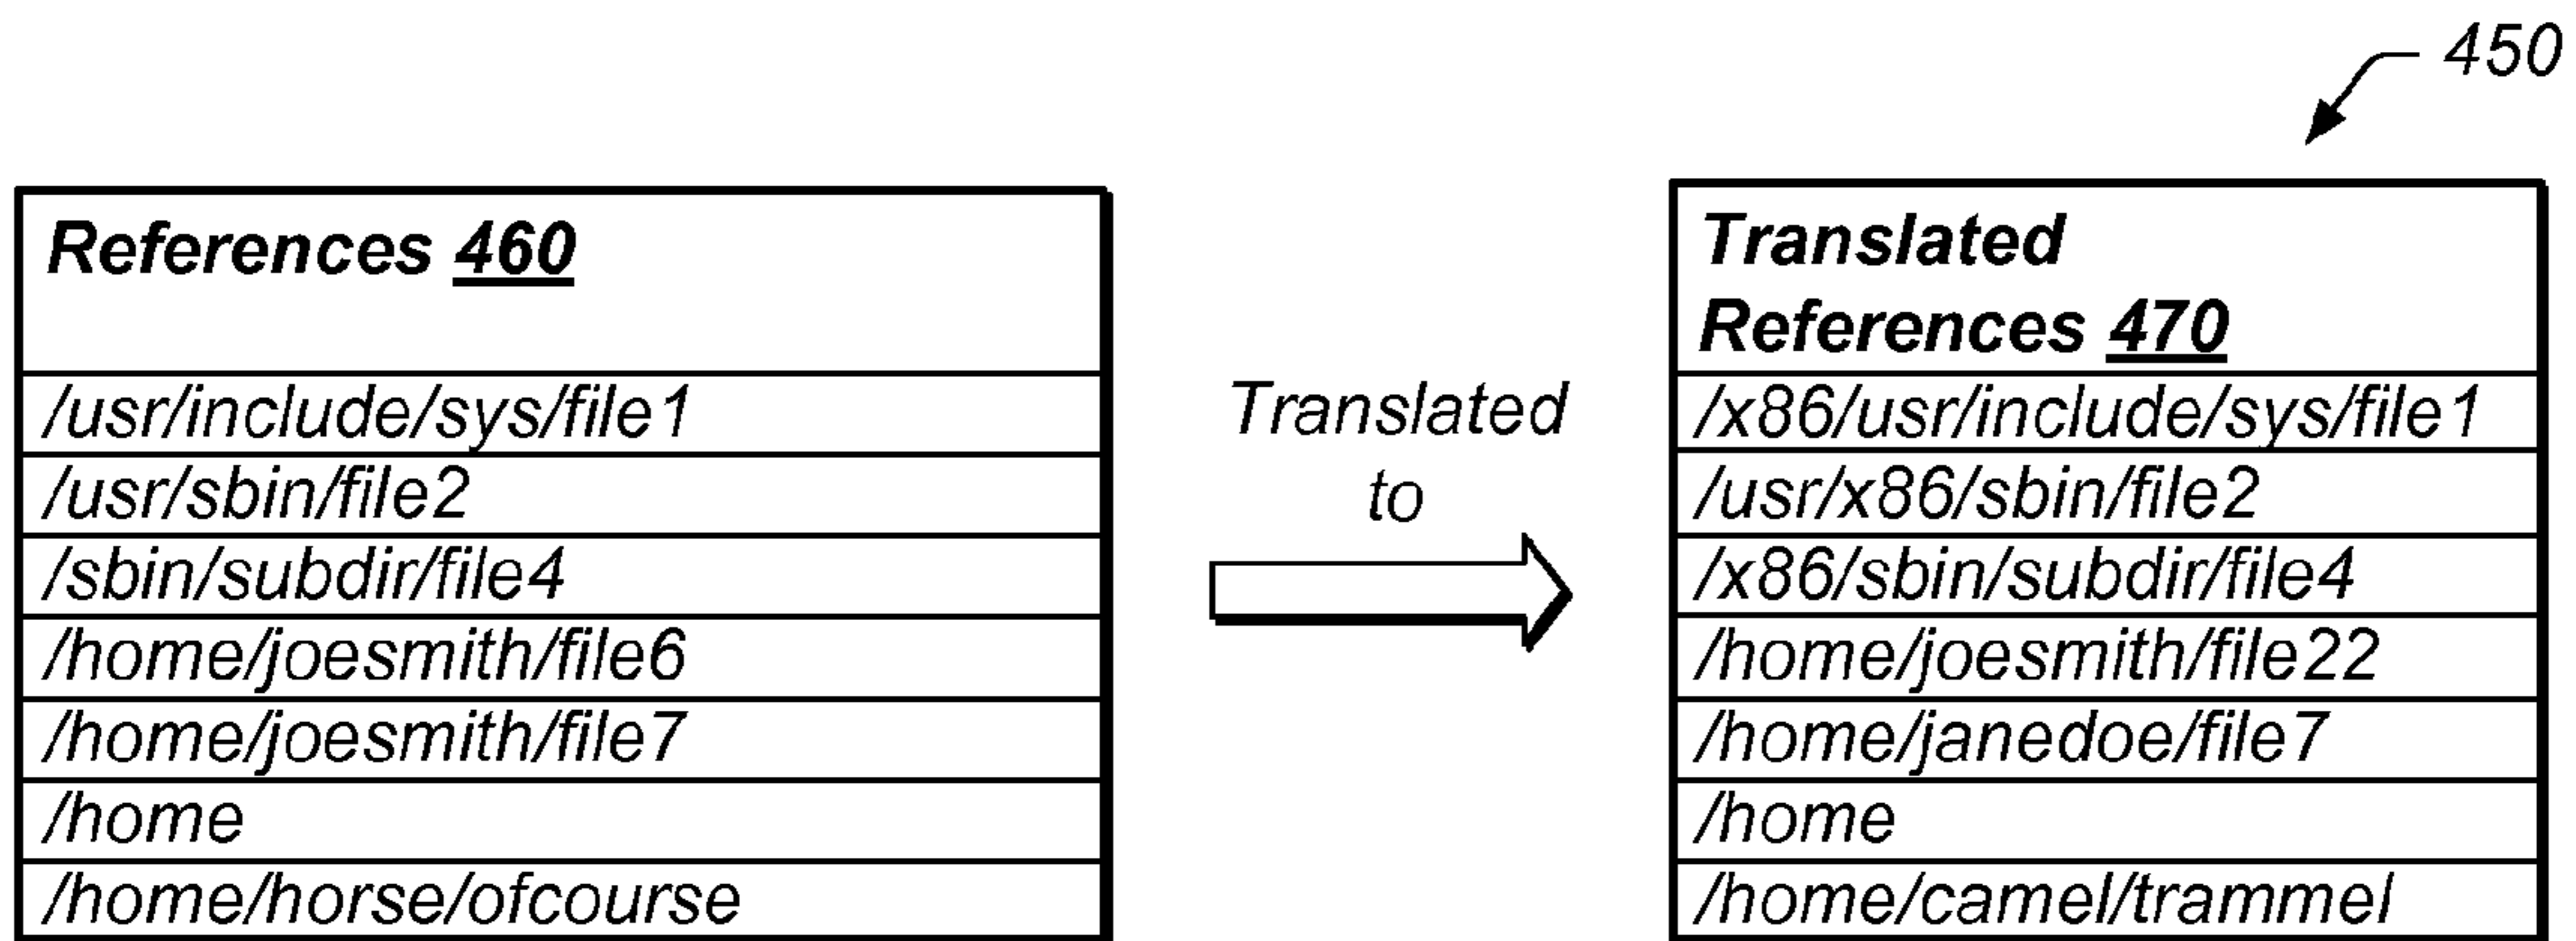 450
References 460
/usr/include/sys/file1
/usr/sbin/file2
/sbin/subdir/file4
/home/joesmith/file6
/home/joesmith/file7
/home
/home/horse/ofcourse
Translated
to
Translated
References 470
/x86/usr/include/sys/file1
/usr/x86/sbin/file2
/x86/sbin/subdir/file4
/home/joesmith/file22
/home/janedoe/file7
/home
/home/camel/trammel